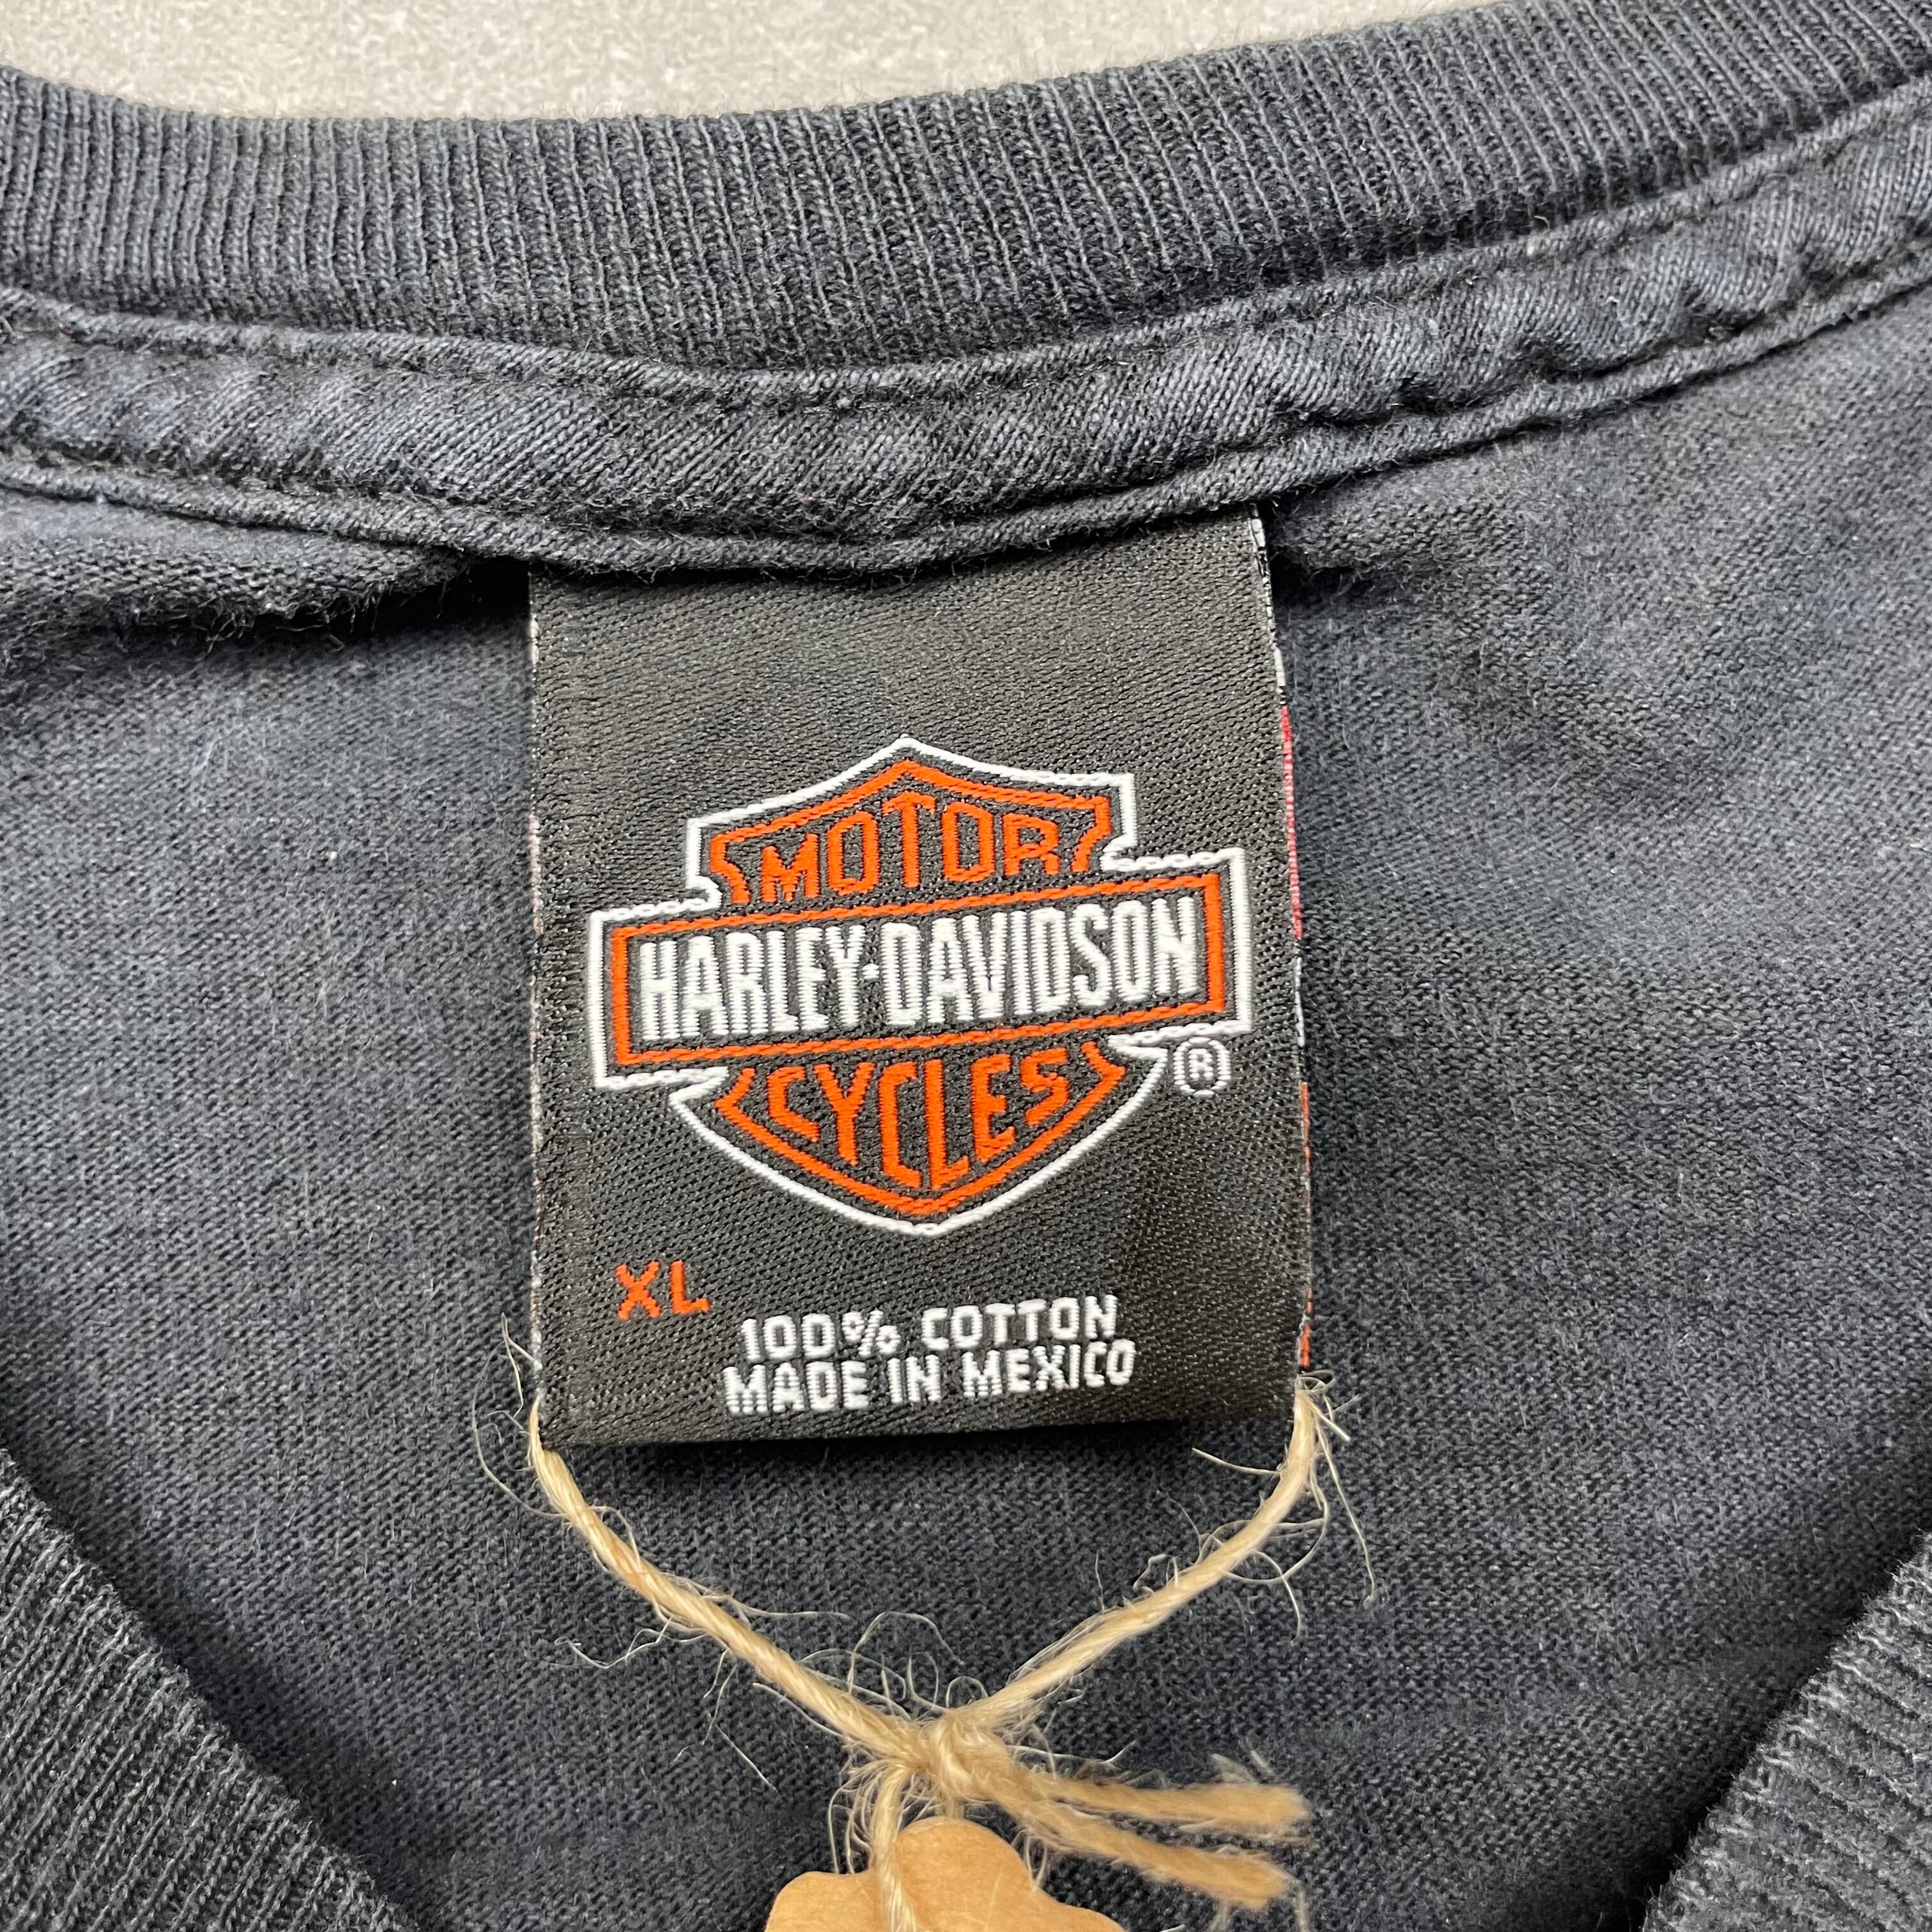 MOTOR
HARLEY-DAVIDSON
CYCLES
®
XL
100% COTTON
MADE IN MEXICO